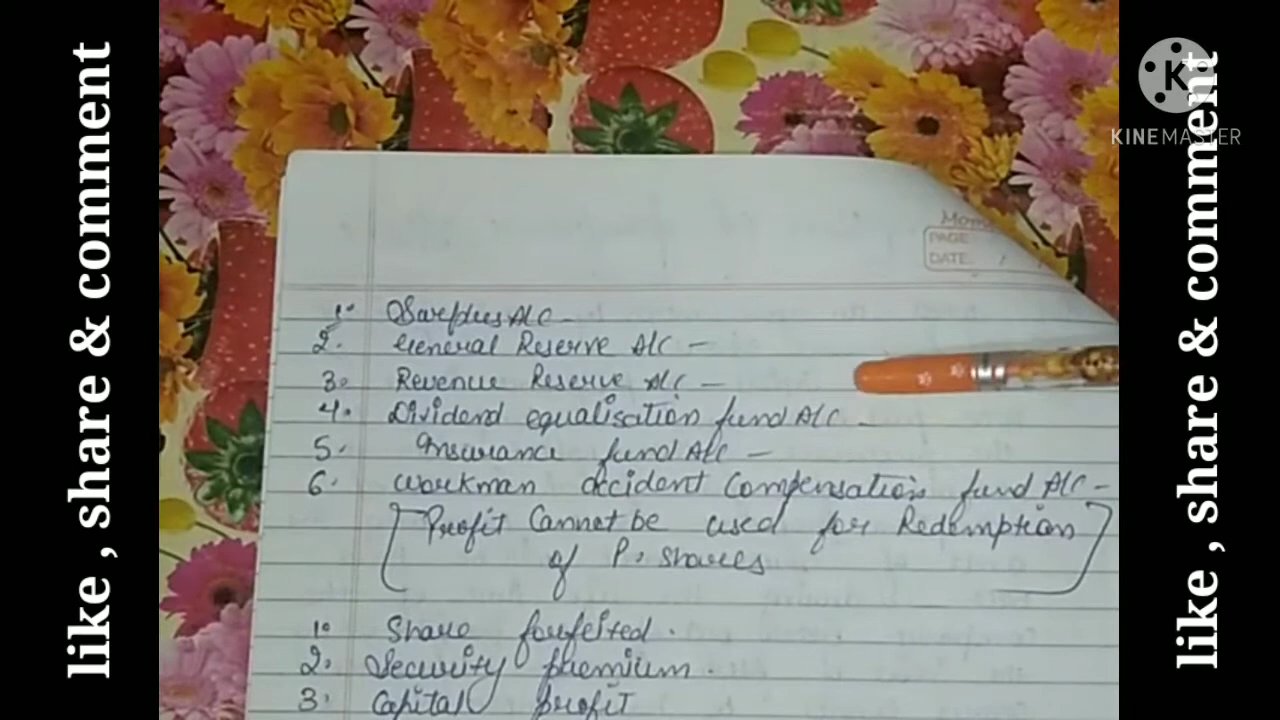 like , share & comment
KINEMASTER
like , share & comment
PAGE
DATE
1. Surplus A/C -
2. General Reserve A/C -
3. Revenue Reserve A/C -
4. Dividend equalisation fund A/C -
5. Insurance fund A/C -
6. Workman accident Compensation fund A/C -
[Profit Cannot be used for Redemption
of P. Shares]
1. Share forfeited .
2. Security premium .
3. Capital profit